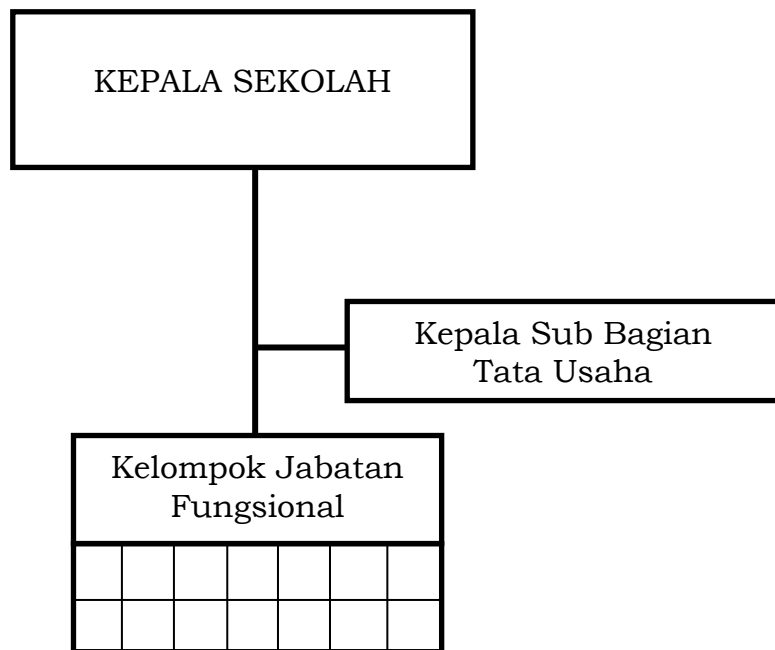 KEPALA SEKOLAH
Kepala Sub Bagian
Tata Usaha
Kelompok Jabatan
Fungsional